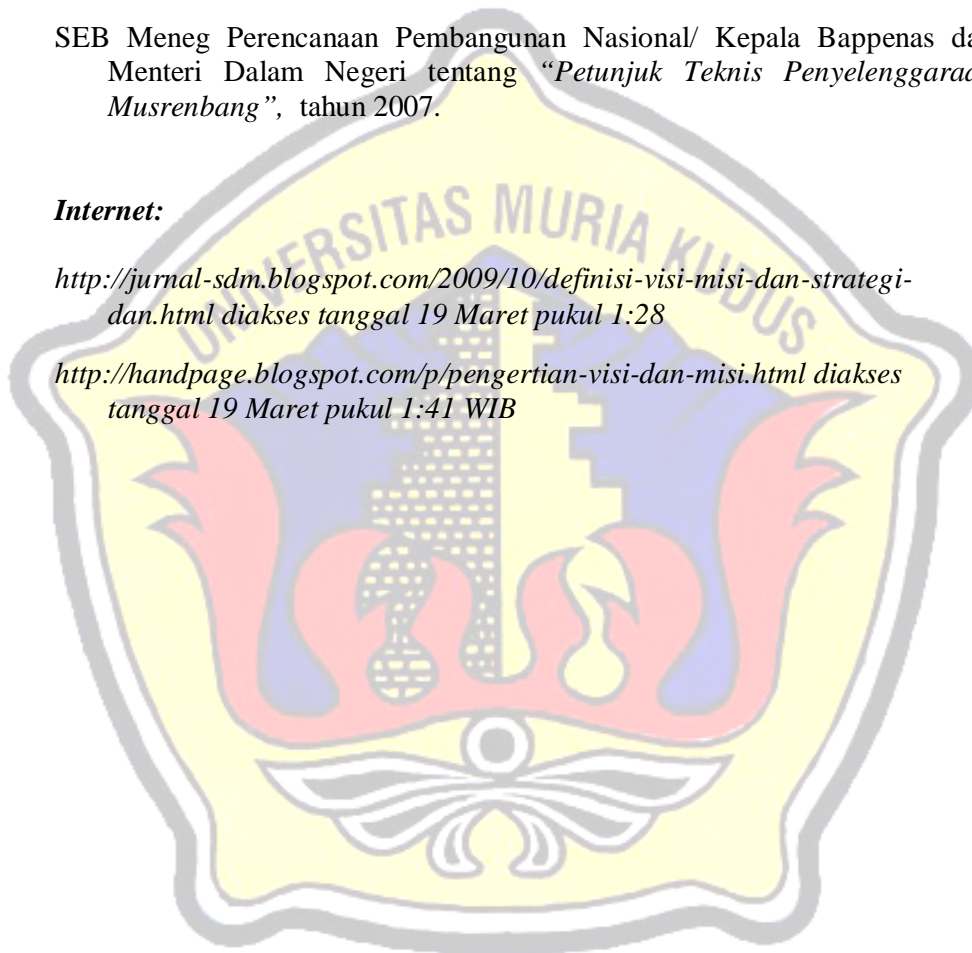 SEB Meneg Perencanaan Pembangunan Nasional/ Kepala Bappenas da
Menteri Dalam Negeri tentang “Petunjuk Teknis Penyelenggaraa
Musrenbang”, tahun 2007.
Internet:
http://jurnal-sdm.blogspot.com/2009/10/definisi-visi-misi-dan-strategi-
dan.html diakses tanggal 19 Maret pukul 1:28
http://handpage.blogspot.com/p/pengertian-visi-dan-misi.html diakses
tanggal 19 Maret pukul 1:41 WIB
UNIVERSITAS MURIA KUDUS